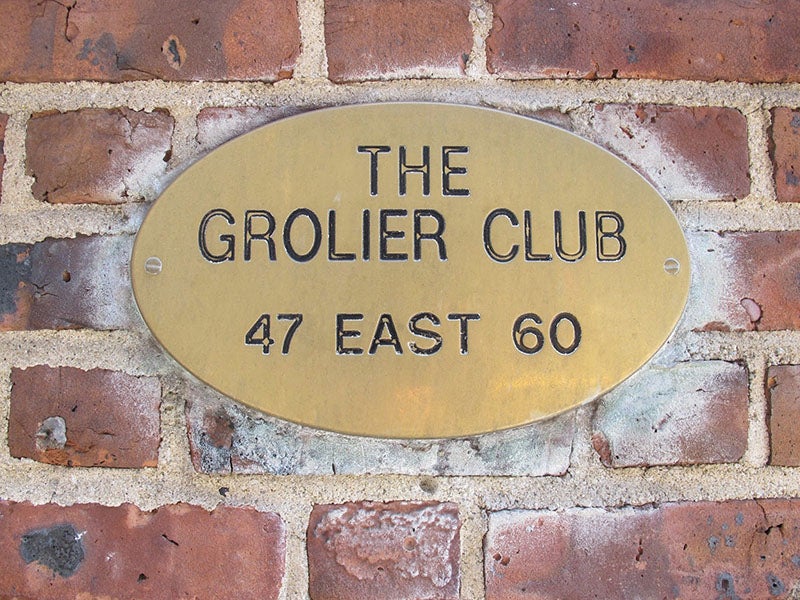 THE
GROLIER CLUB
47 EAST 60